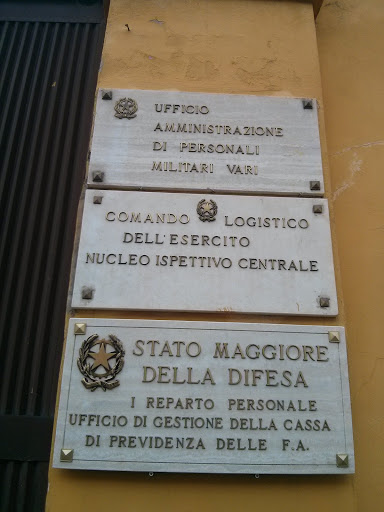 UFFICIO
AMMINISTRAZIONE
DI PERSONALI
MILITARI VARI
COMANDO LOGISTICO
DELL'ESERCITO
NUCLEO ISPETTIVO CENTRALE
STATO MAGGIORE
DELLA DIFESA
I REPARTO PERSONALE
UFFICIO DI GESTIONE DELLA CASSA
DI PREVIDENZA DELLE F.A.